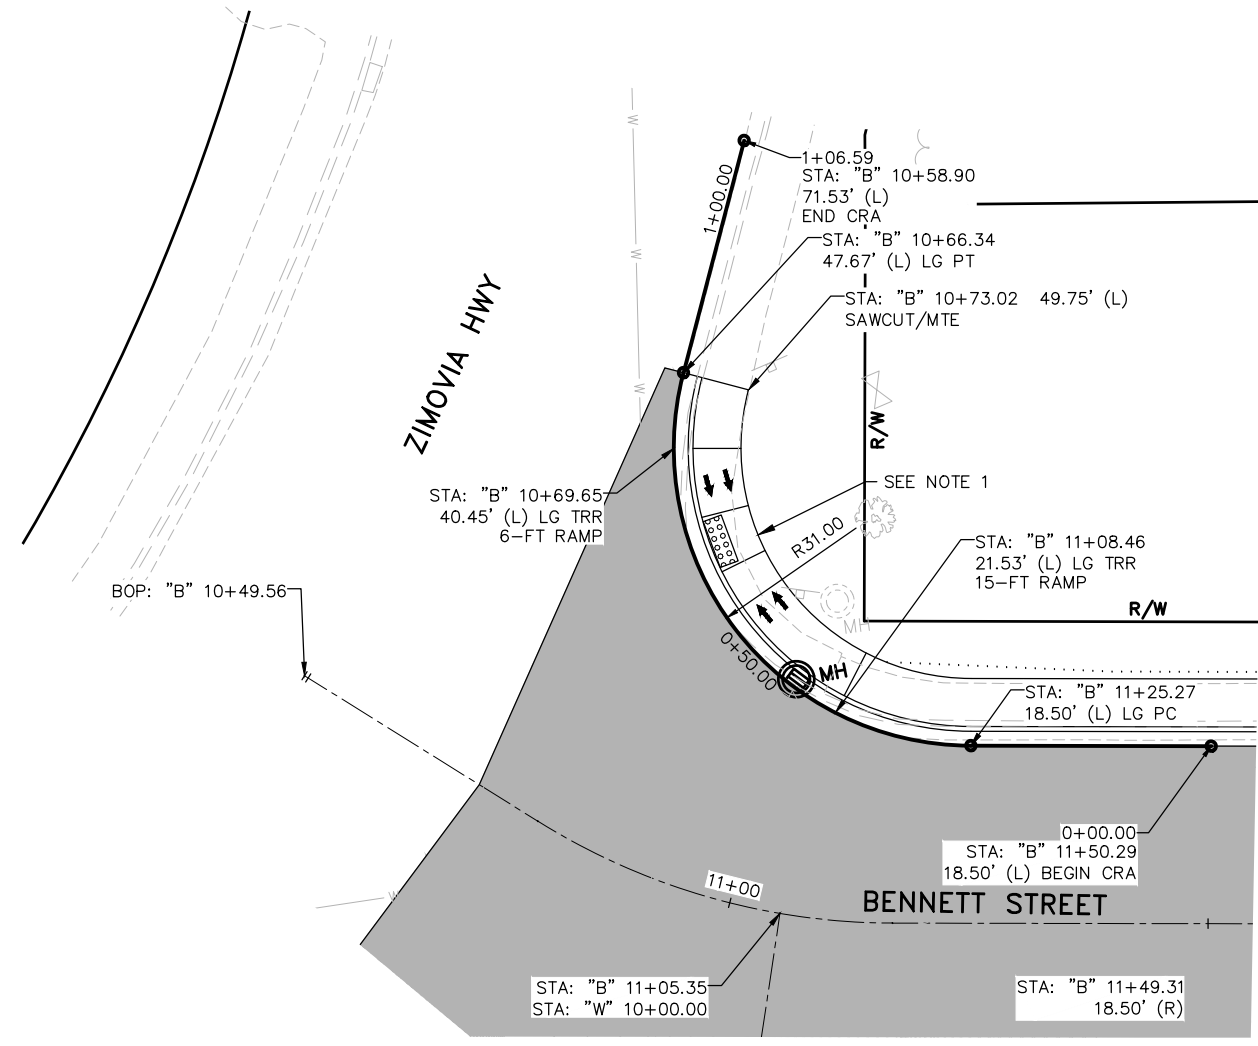 1+06.59
STA: "B" 10+58.90
71.53' (L)
END CRA
1+00.00
STA: "B" 10+66.34
47.67' (L) LG PT
STA: "B" 10+73.02 49.75' (L)
SAWCUT/MTE
W
W
W
ZIMOVIA HWY
R/W
STA: "B" 10+69.65
40.45' (L) LG TRR
6-FT RAMP
SEE NOTE 1
R31.00
STA: "B" 11+08.46
21.53' (L) LG TRR
15-FT RAMP
BOP: "B" 10+49.56
R/W
MH
0+50.00
MH
STA: "B" 11+25.27
18.50' (L) LG PC
0+00.00
STA: "B" 11+50.29
18.50' (L) BEGIN CRA
11+00
W
BENNETT STREET
STA: "B" 11+05.35
STA: "W" 10+00.00
STA: "B" 11+49.31
18.50' (R)